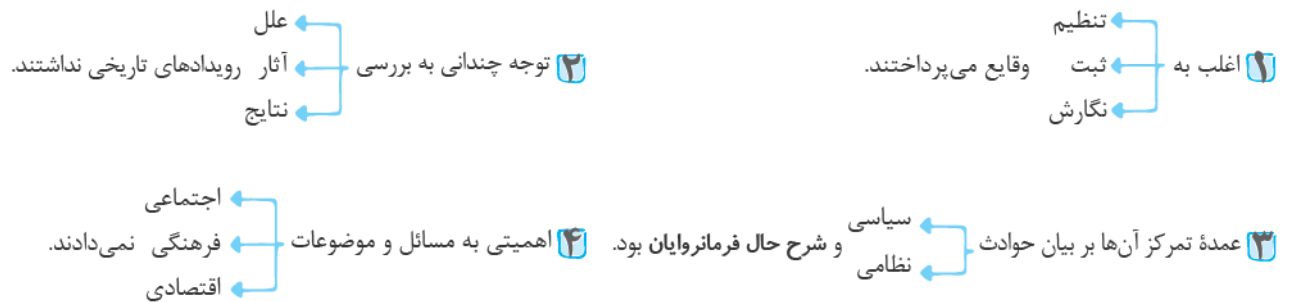 ۱ اغلب به تنظیم ثبت نگارش وقایع می‌پرداختند.
۲ توجه چندانی به بررسی علل آثار نتایج رویدادهای تاریخی نداشتند.
۳ عمدهٔ تمرکز آن‌ها بر بیان حوادث سیاسی نظامی و شرح حال فرمانروایان بود.
۴ اهمیتی به مسائل و موضوعات اجتماعی فرهنگی اقتصادی نمی‌دادند.